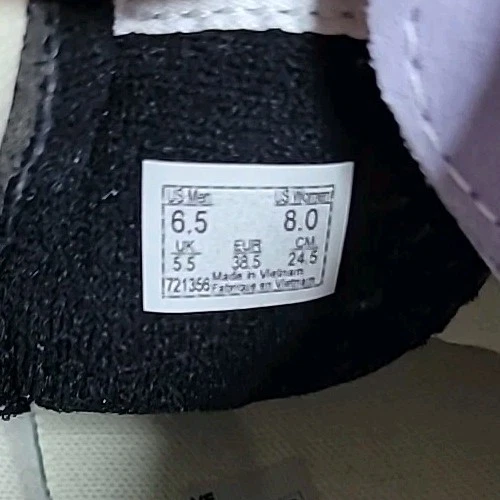 US Men US Women
6.5 8.0
UK EUR CM
5.5 38.5 24.5
Made in Vietnam
721356 Fabriqué en Vietnam